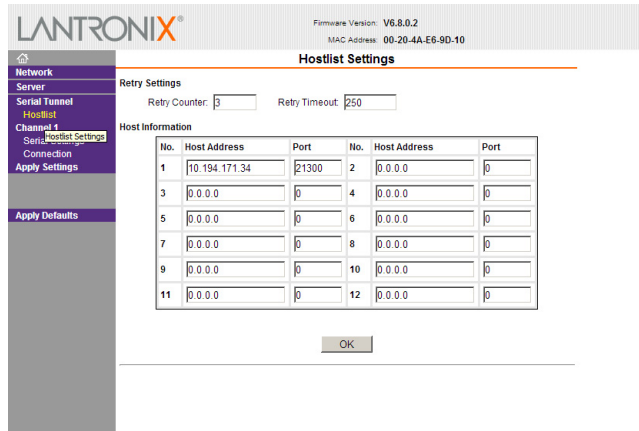 LANTRONIX®
Firmware Version: V6.8.0.2
MAC Address: 00-20-4A-E6-9D-10
Network
Server
Serial Tunnel
Hostlist
Channel 1
Hostlist Settings
Connection
Apply Settings
Apply Defaults
Hostlist Settings
Retry Settings
Retry Counter: 3 Retry Timeout: 250
Host Information
No. Host Address Port No. Host Address Port
1 10.194.171.34 21300 2 0.0.0.0 0
3 0.0.0.0 0 4 0.0.0.0 0
5 0.0.0.0 0 6 0.0.0.0 0
7 0.0.0.0 0 8 0.0.0.0 0
9 0.0.0.0 0 10 0.0.0.0 0
11 0.0.0.0 0 12 0.0.0.0 0
OK